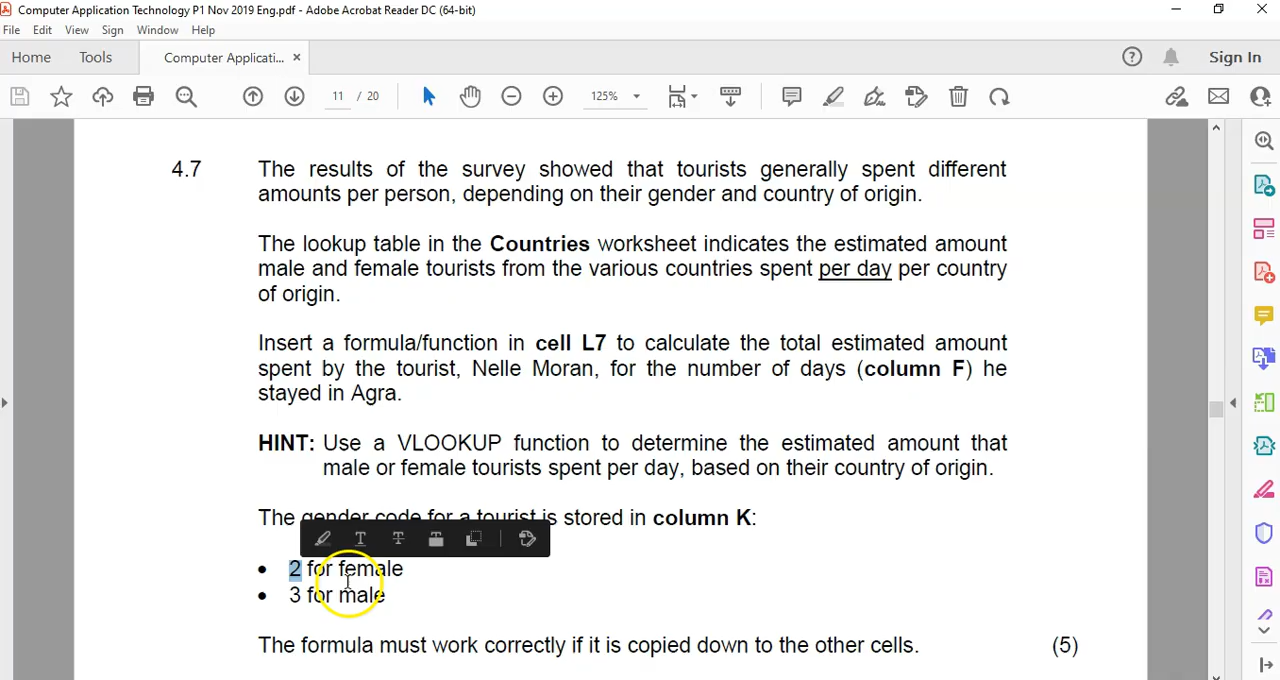 Computer Application Technology P1 Nov 2019 Eng.pdf - Adobe Acrobat Reader DC (64-bit)
File Edit View Sign Window Help
Home Tools Computer Applicati... × Sign In
11 / 20 125%
4.7 The results of the survey showed that tourists generally spent different
amounts per person, depending on their gender and country of origin.
The lookup table in the Countries worksheet indicates the estimated amount
male and female tourists from the various countries spent per day per country
of origin.
Insert a formula/function in cell L7 to calculate the total estimated amount
spent by the tourist, Nelle Moran, for the number of days (column F) he
stayed in Agra.
HINT: Use a VLOOKUP function to determine the estimated amount that
male or female tourists spent per day, based on their country of origin.
The gender code for a tourist is stored in column K:
• 2 for female
• 3 for male
The formula must work correctly if it is copied down to the other cells. (5)